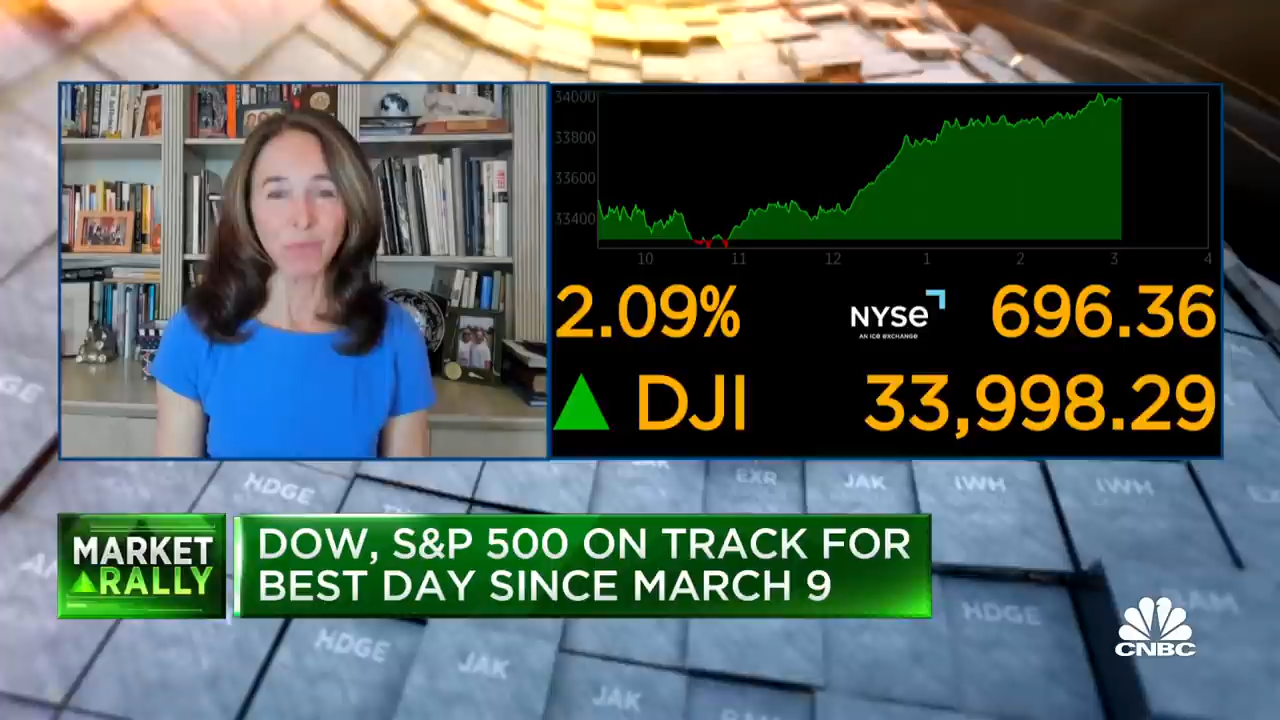 34000
33800
33600
33400
10 11 12 1 2 3 4
2.09%
NYSE
AN ICE EXCHANGE
696.36
DJI
33,998.29
HDGE
EXR
JAK
IWH
IWH
MARKET
RALLY
DOW, S&P 500 ON TRACK FOR
BEST DAY SINCE MARCH 9
HDGE
HDGE
JAK
JAK
CNBC